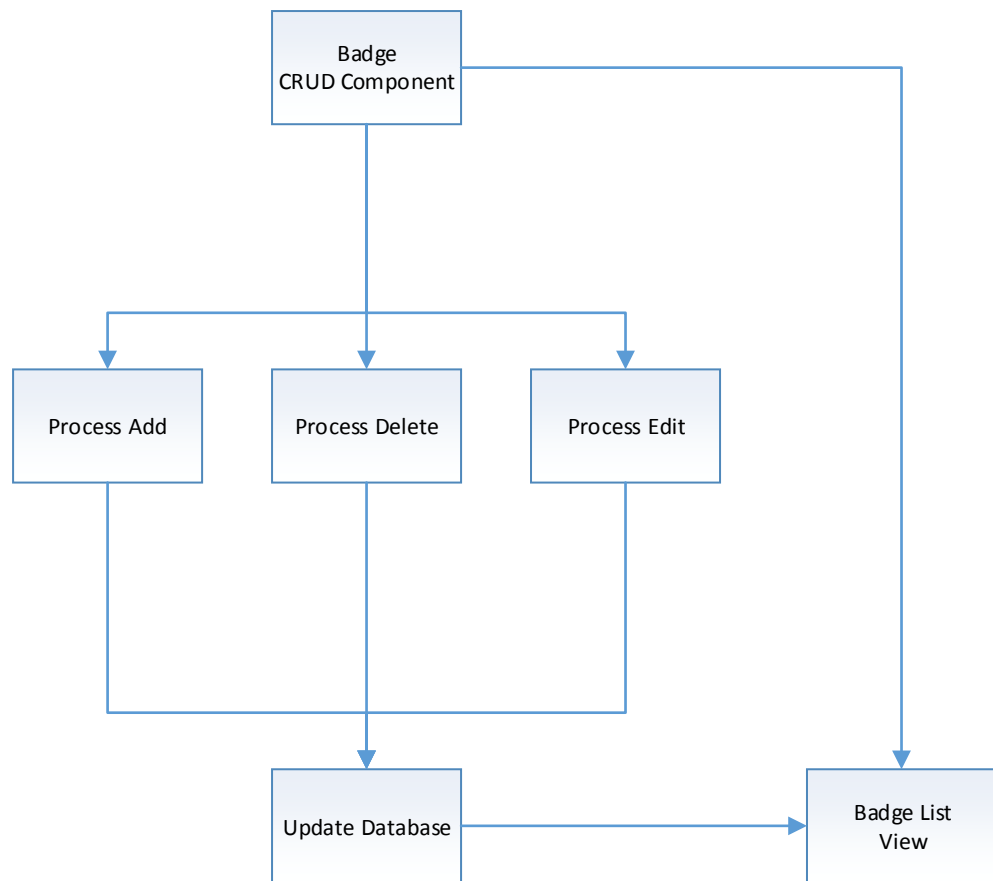 Badge
CRUD Component
Process Add
Process Delete
Process Edit
Update Database
Badge List
View